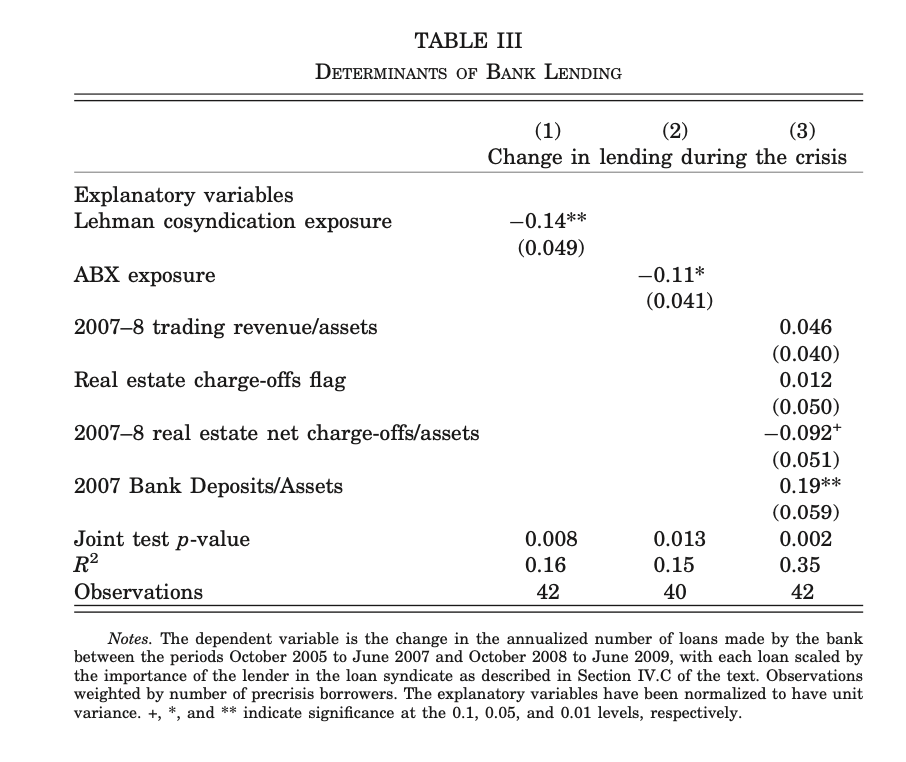 TABLE III
DETERMINANTS OF BANK LENDING
(1) (2) (3)
Change in lending during the crisis
Explanatory variables
Lehman cosyndication exposure −0.14**
(0.049)
ABX exposure −0.11*
(0.041)
2007–8 trading revenue/assets 0.046
(0.040)
Real estate charge-offs flag 0.012
(0.050)
2007–8 real estate net charge-offs/assets −0.092+
(0.051)
2007 Bank Deposits/Assets 0.19**
(0.059)
Joint test p-value 0.008 0.013 0.002
R2 0.16 0.15 0.35
Observations 42 40 42
Notes. The dependent variable is the change in the annualized number of loans made by the bank
between the periods October 2005 to June 2007 and October 2008 to June 2009, with each loan scaled by
the importance of the lender in the loan syndicate as described in Section IV.C of the text. Observations
weighted by number of precrisis borrowers. The explanatory variables have been normalized to have unit
variance. +, *, and ** indicate significance at the 0.1, 0.05, and 0.01 levels, respectively.